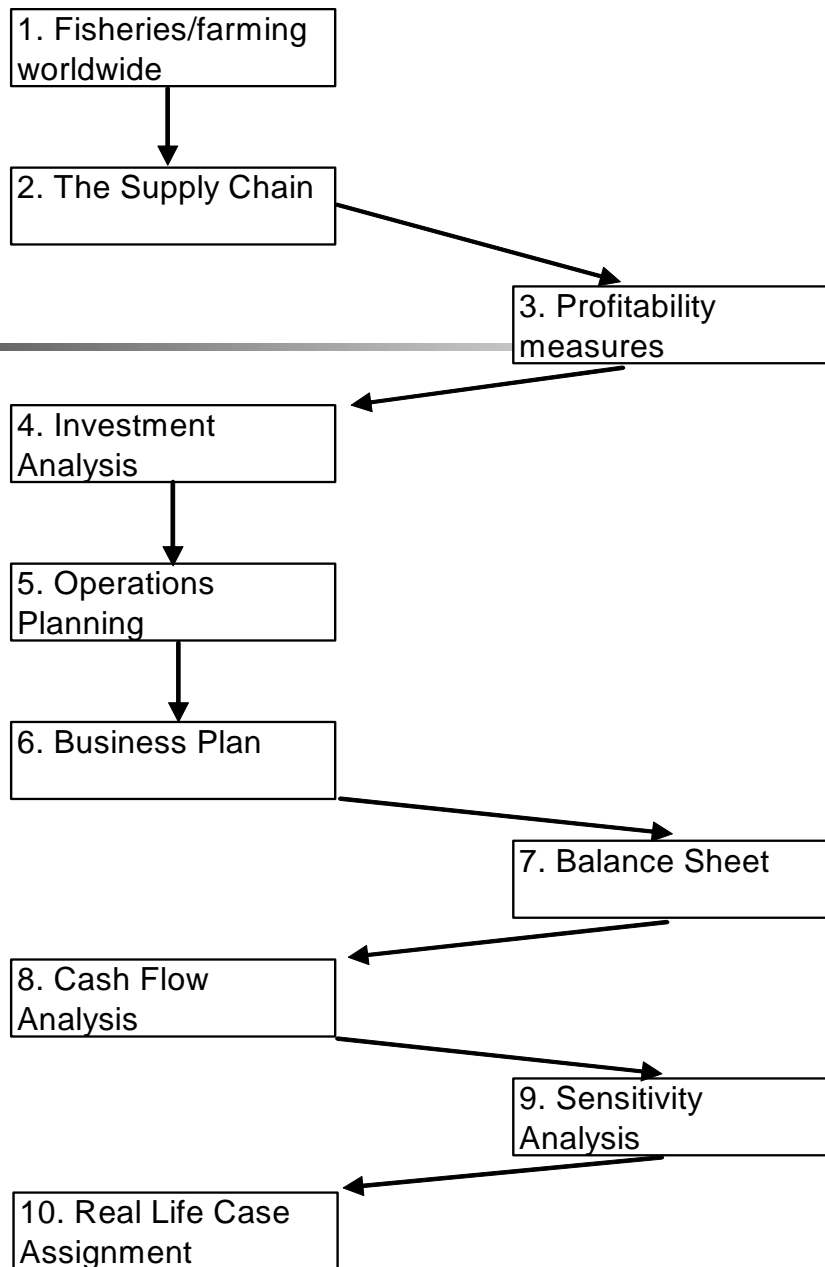 1. Fisheries/farming
worldwide
2. The Supply Chain
3. Profitability
measures
4. Investment
Analysis
5. Operations
Planning
6. Business Plan
7. Balance Sheet
8. Cash Flow
Analysis
9. Sensitivity
Analysis
10. Real Life Case
Assignment